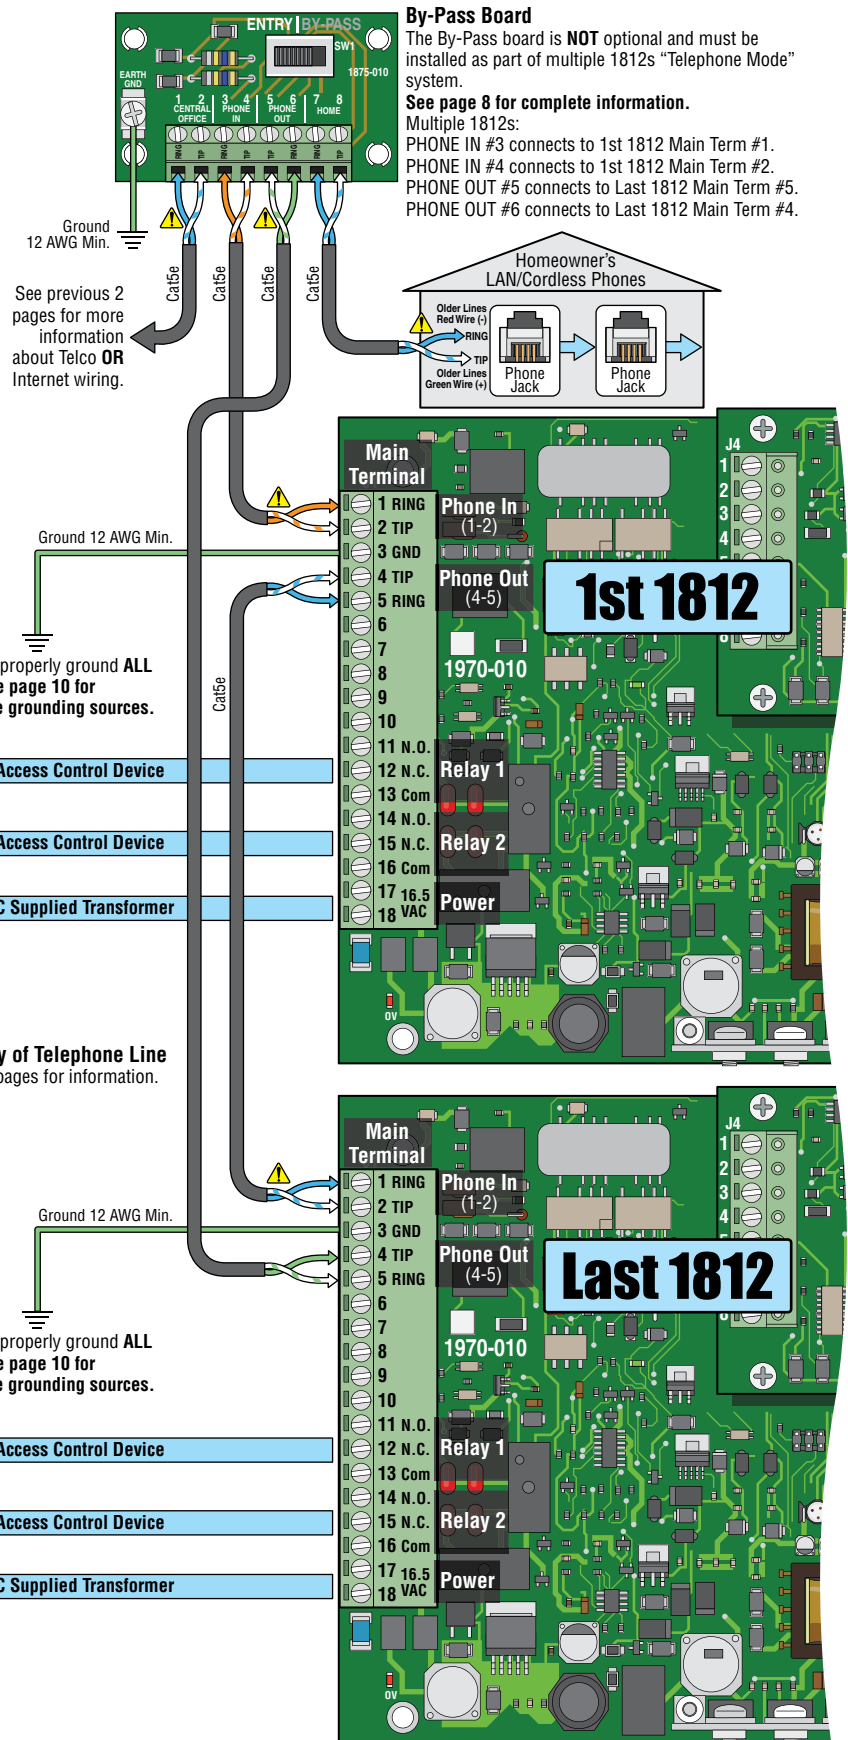 By-Pass Board
The By-Pass board is NOT optional and must be
installed as part of multiple 1812s “Telephone Mode”
system.
See page 8 for complete information.
Multiple 1812s:
PHONE IN #3 connects to 1st 1812 Main Term #1.
PHONE IN #4 connects to 1st 1812 Main Term #2.
PHONE OUT #5 connects to Last 1812 Main Term #5.
PHONE OUT #6 connects to Last 1812 Main Term #4.
ENTRY BY-PASS
SW1
1875-010
EARTH
GND
1 2 3 4 5 6 7 8
CENTRAL
OFFICE
PHONE
IN
PHONE
OUT
HOME
RING TIP RING TIP TIP RING RING TIP
Ground
12 AWG Min.
Cat5e Cat5e Cat5e Cat5e
See previous 2
pages for more
information
about Telco OR
Internet wiring.
Homeowner’s
LAN/Cordless Phones
Older Lines
Red Wire (-)
RING
TIP
Older Lines
Green Wire (+)
Phone
Jack
Phone
Jack
Main
Terminal
1 RING
2 TIP
3 GND
4 TIP
5 RING
6
7
8
9
10
11 N.O.
12 N.C.
13 Com
14 N.O.
15 N.C.
16 Com
17 16.5
18 VAC
Phone In
(1-2)
Phone Out
(4-5)
1st 1812
1970-010
Relay 1
Relay 2
Power
0V
J4
1
2
3
4
Ground 12 AWG Min.
properly ground ALL
page 10 for
grounding sources.
Cat5e
Access Control Device
Access Control Device
C Supplied Transformer
y of Telephone Line
pages for information.
Main
Terminal
1 RING
2 TIP
3 GND
4 TIP
5 RING
6
7
8
9
10
11 N.O.
12 N.C.
13 Com
14 N.O.
15 N.C.
16 Com
17 16.5
18 VAC
Phone In
(1-2)
Phone Out
(4-5)
Last 1812
1970-010
Relay 1
Relay 2
Power
0V
J4
1
2
3
4
Ground 12 AWG Min.
properly ground ALL
page 10 for
grounding sources.
Access Control Device
Access Control Device
C Supplied Transformer